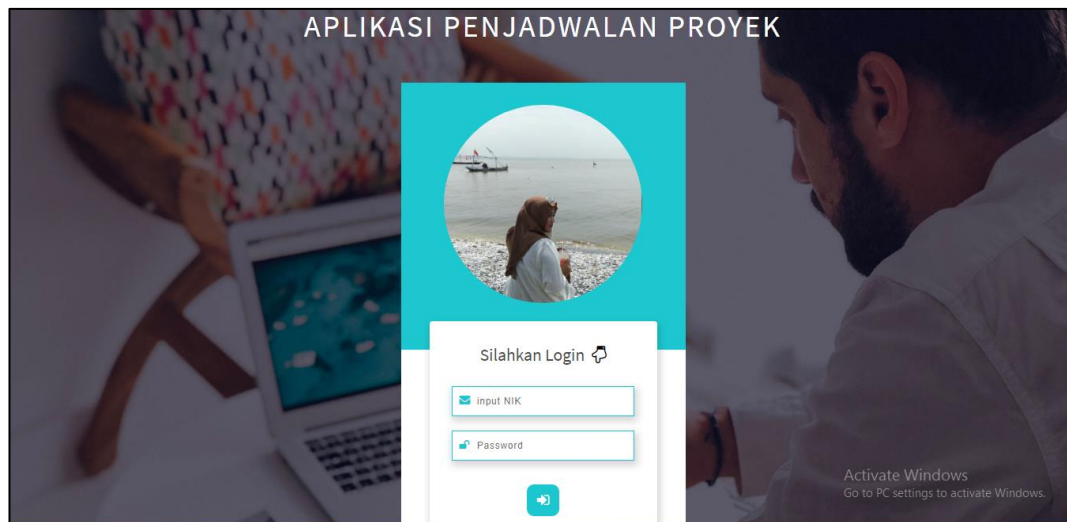 APLIKASI PENJADWALAN PROYEK
Silahkan Login
input NIK
Password
Activate Windows
Go to PC settings to activate Windows.